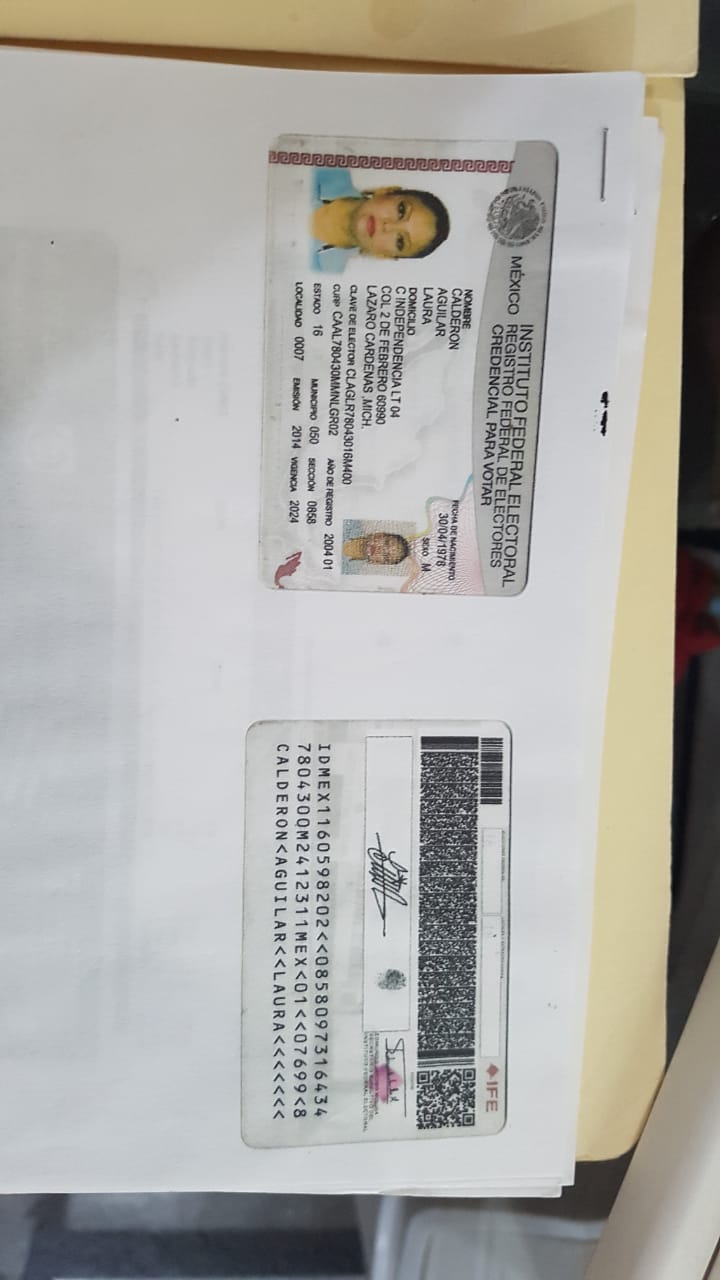 MÉXICO INSTITUTO FEDERAL ELECTORAL
REGISTRO FEDERAL DE ELECTORES
CREDENCIAL PARA VOTAR
NOMBRE
CALDERON
AGUILAR
LAURA
FECHA DE NACIMIENTO
30/04/1978
SEXO M
DOMICILIO
C INDEPENDENCIA LT 04
COL 2 DE FEBRERO 60990
LAZARO CARDENAS ,MICH.
CLAVE DE ELECTOR CLAGLR78043016M400
CURP CAAL780430MMNLGR02 AÑO DE REGISTRO 2004 01
ESTADO 16 MUNICIPIO 050 SECCIÓN 0858
LOCALIDAD 0007 EMISIÓN 2014 VIGENCIA 2024
IFE
IDMEX1160598202<<0858097316434
7804300M2412311MEX<01<<07699<8
CALDERON<AGUILAR<<LAURA<<<<<<<